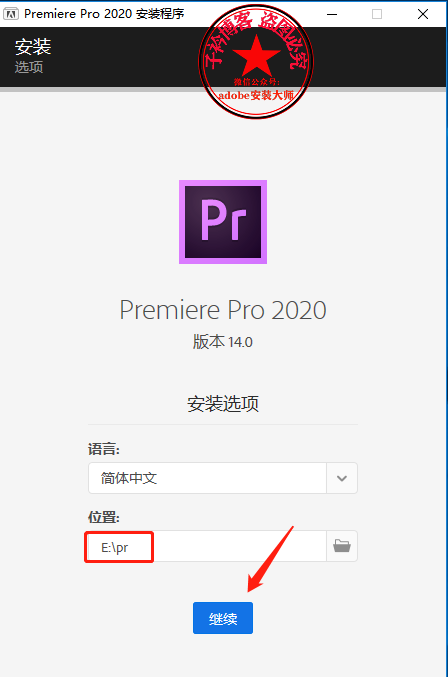 Premiere Pro 2020 安装程序
安装
选项
子衿博客 盗图必究
微信公众号:
adobe安装大师
Pr
Premiere Pro 2020
版本 14.0
安装选项
语言:
简体中文
位置:
E:\pr
继续